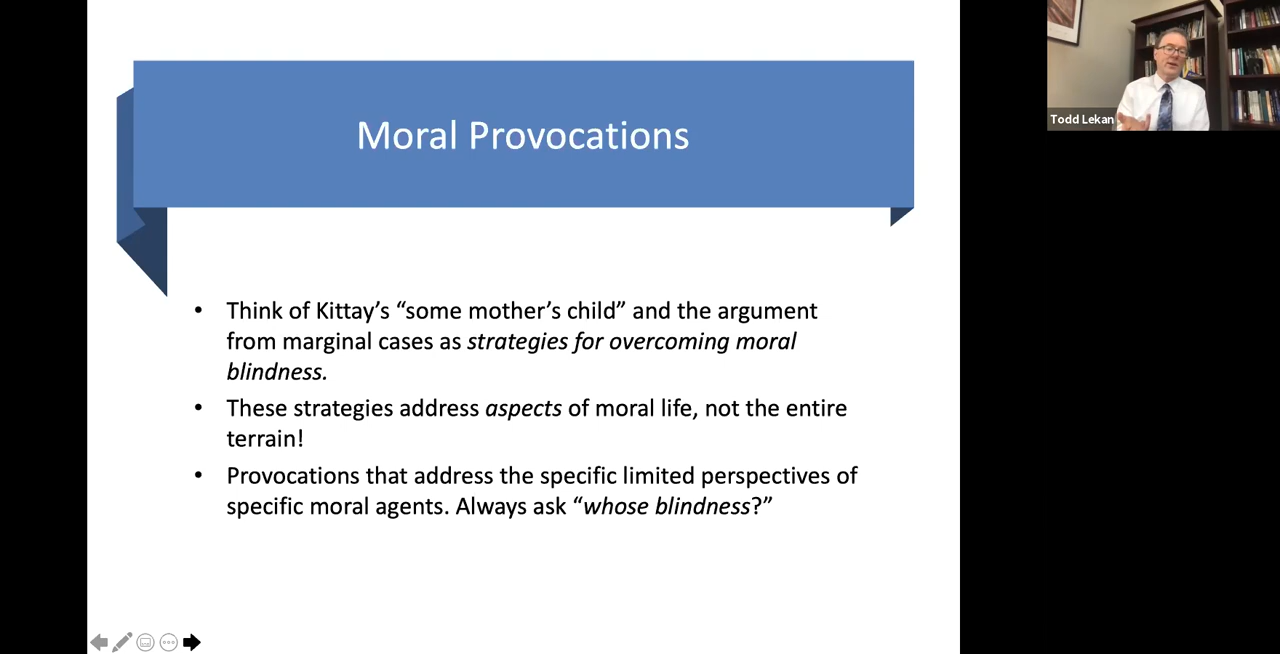 Moral Provocations
• Think of Kittay’s “some mother’s child” and the argument
from marginal cases as strategies for overcoming moral
blindness.
• These strategies address aspects of moral life, not the entire
terrain!
• Provocations that address the specific limited perspectives of
specific moral agents. Always ask “whose blindness?”
Todd Lekan